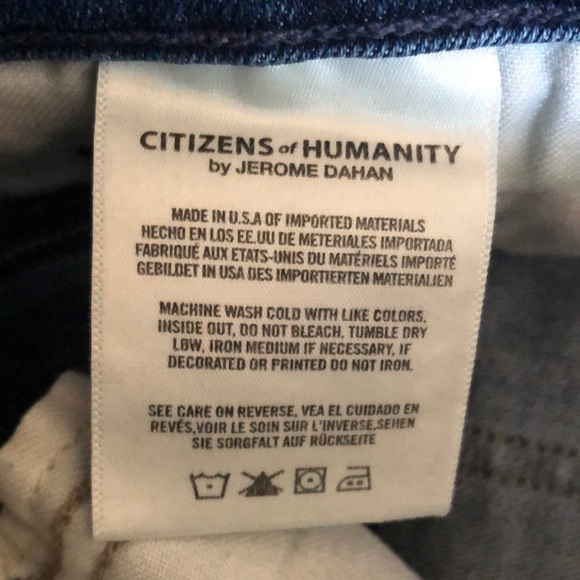 CITIZENS of HUMANITY
by JEROME DAHAN
MADE IN U.S.A OF IMPORTED MATERIALS
HECHO EN LOS EE.UU DE METERIALES IMPORTADA
FABRIQUÉ AUX ETATS-UNIS DU MATÉRIELS IMPORTÉ
GEBILDET IN USA DES IMPORTIERTEN MATERIALIEN
MACHINE WASH COLD WITH LIKE COLORS,
INSIDE OUT, DO NOT BLEACH, TUMBLE DRY
LOW, IRON MEDIUM IF NECESSARY, IF
DECORATED OR PRINTED DO NOT IRON.
SEE CARE ON REVERSE, VEA EL CUIDADO EN
REVÉS,VOIR LE SOIN SUR L'INVERSE,SEHEN
SIE SORGFALT AUF RÜCKSEITE